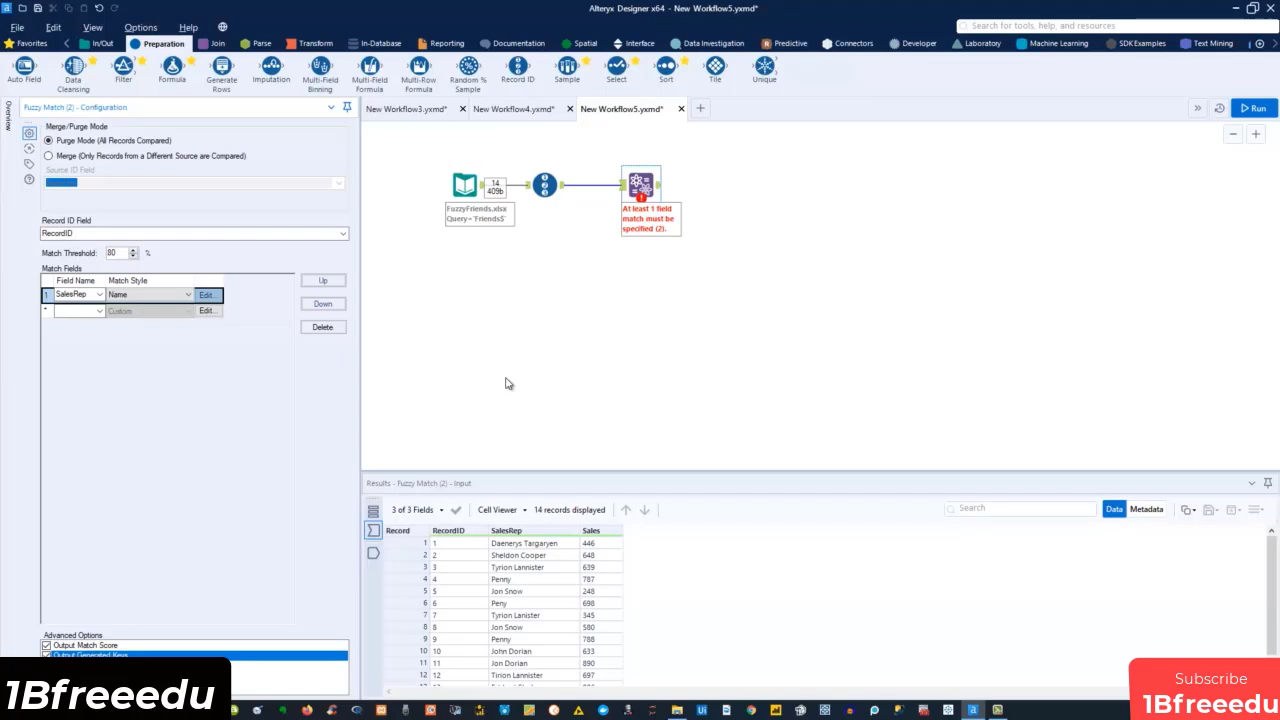 Alteryx Designer x64 - New Workflow5.yxmd*
File Edit View Options Help
Search for tools, help, and resources
Favorites In/Out Preparation Join Parse Transform In-Database Reporting Documentation Spatial Interface Data Investigation Predictive Connectors Developer Laboratory Machine Learning SDK Examples Text Mining
Auto Field Data Cleansing Filter Formula Generate Rows Imputation Multi-Field Binning Multi-Field Formula Multi-Row Formula Random % Sample Record ID Sample Select Sort Tile Unique
Overview
Fuzzy Match (2) - Configuration
New Workflow3.yxmd* New Workflow4.yxmd* New Workflow5.yxmd*
Run
Merge/Purge Mode
Purge Mode (All Records Compared)
Merge (Only Records from a Different Source are Compared)
Source ID Field
Record ID Field
RecordID
Match Threshold: 80 %
Match Fields
Field Name Match Style
1 SalesRep Name Edit...
* Custom Edit...
Up
Down
Delete
14
409b
FuzzyFriends.xlsx
Query='Friends$'
At least 1 field
match must be
specified (2).
Advanced Options
Output Match Score
Output Generated Keys
Results - Fuzzy Match (2) - Input
3 of 3 Fields Cell Viewer 14 records displayed Search Data Metadata
Record RecordID SalesRep Sales
1 1 Daenerys Targaryen 446
2 2 Sheldon Cooper 648
3 3 Tyrion Lannister 639
4 4 Penny 787
5 5 Jon Snow 248
6 6 Peny 698
7 7 Tyrion Lanister 345
8 8 Jon Snow 580
9 9 Penny 788
10 10 John Dorian 633
11 11 Jon Dorian 890
12 12 Tirion Lannister 697
1Bfreeedu
Subscribe
1Bfreeedu